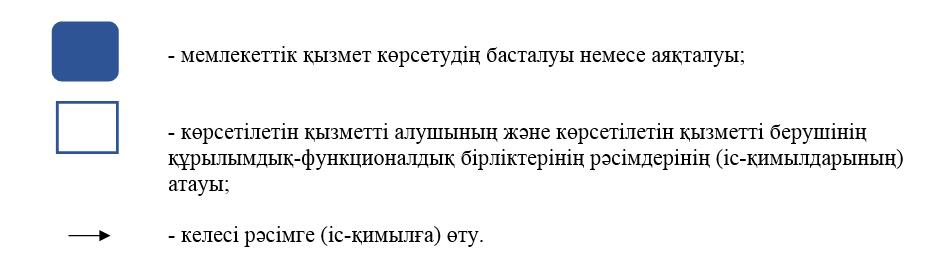 - мемлекеттік қызмет көрсетудің басталуы немесе аяқталуы;
- көрсетілетін қызметті алушының және көрсетілетін қызметті берушінің
құрылымдық-функционалдық бірліктерінің рәсімдерінің (іс-қимылдарының)
атауы;
- келесі рәсімге (іс-қимылға) өту.